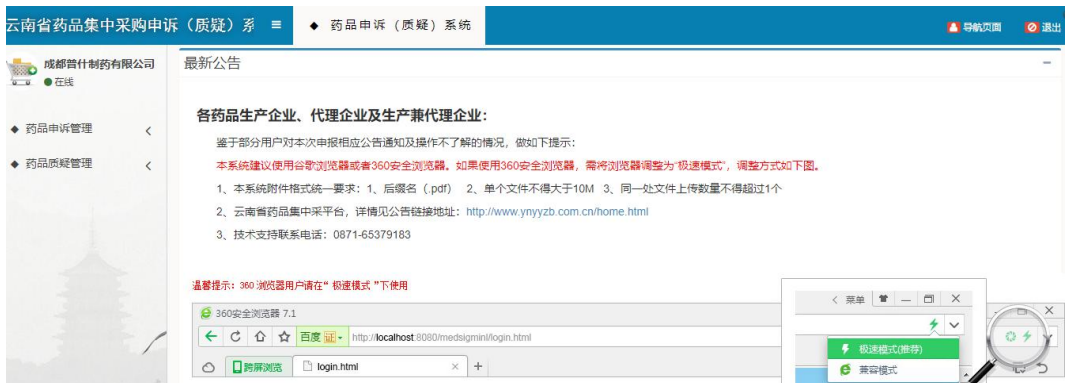 云南省药品集中采购申诉（质疑）系
药品申诉（质疑）系统
导航页面
退出
成都普什制药有限公司
在线
药品申诉管理
药品质疑管理
最新公告
各药品生产企业、代理企业及生产兼代理企业：
鉴于部分用户对本次申报相应公告通知及操作不了解的情况，做如下提示：
本系统建议使用谷歌浏览器或者360安全浏览器。如果使用360安全浏览器，需将浏览器调整为“极速模式”，调整方式如下图。
1、本系统附件格式统一要求：1、后缀名（.pdf） 2、单个文件不得大于10M 3、同一处文件上传数量不得超过1个
2、云南省药品集中采平台，详情见公告链接地址：http://www.ynyyzb.com.cn/home.html
3、技术支持联系电话：0871-65379183
温馨提示：360 浏览器用户请在“ 极速模式 ”下使用
360安全浏览器 7.1
百度 证 http://localhost:8080/medsigmini/login.html
跨屏浏览 login.html
菜单
极速模式(推荐)
兼容模式